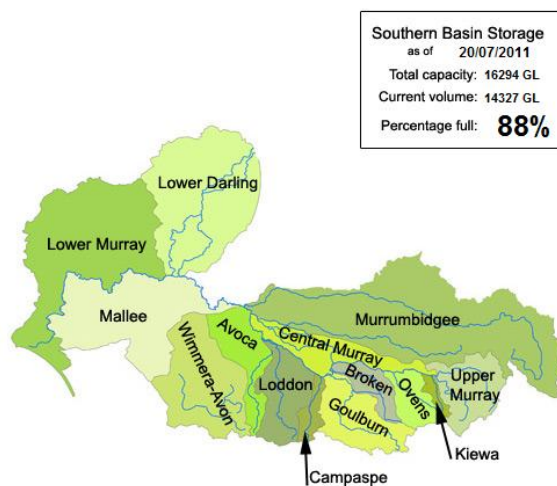 Southern Basin Storage
as of 20/07/2011
Total capacity: 16294 GL
Current volume: 14327 GL
Percentage full: 88%
Lower Darling
Lower Murray
Mallee
Murrumbidgee
Avoca
Central Murray
Wimmera-Avon
Loddon
Broken
Ovens
Upper
Murray
Goulburn
Kiewa
Campaspe